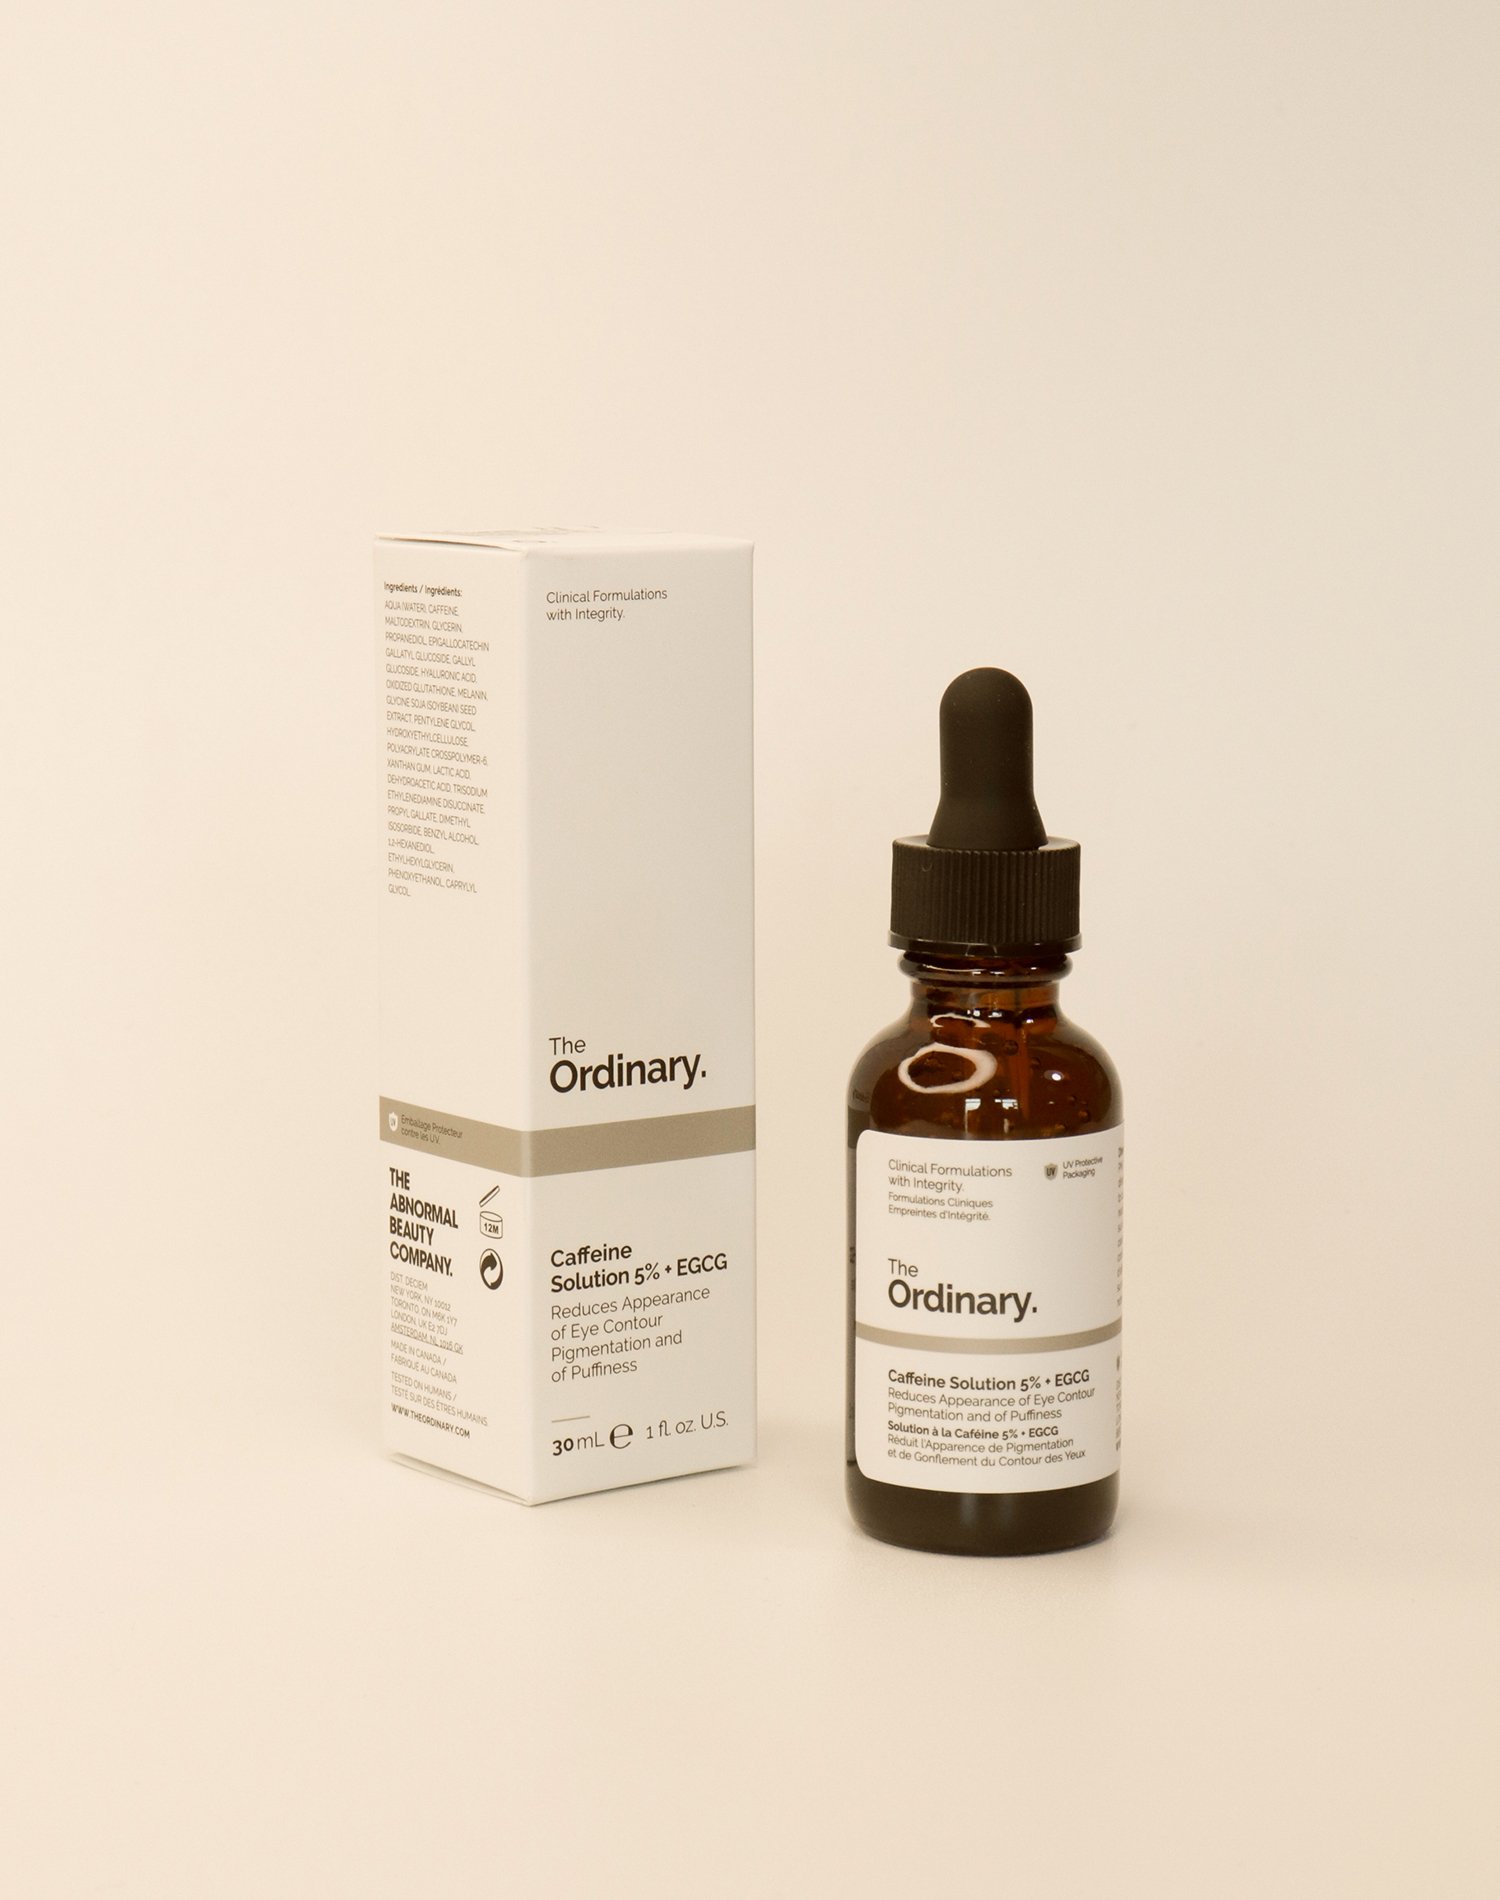 Ingredients / Ingrédients:
AQUA (WATER), CAFFEINE,
MALTODEXTRIN, GLYCERIN,
PROPANEDIOL, EPIGALLOCATECHIN
GALLATYL GLUCOSIDE, GALLYL
GLUCOSIDE, HYALURONIC ACID,
OXIDIZED GLUTATHIONE, MELANIN,
GLYCINE SOJA (SOYBEAN) SEED
EXTRACT, PENTYLENE GLYCOL,
HYDROXYETHYLCELLULOSE,
POLYACRYLATE CROSSPOLYMER-6,
XANTHAN GUM, LACTIC ACID,
DEHYDROACETIC ACID, TRISODIUM
ETHYLENEDIAMINE DISUCCINATE,
PROPYL GALLATE, DIMETHYL
ISOSORBIDE, BENZYL ALCOHOL,
1,2-HEXANEDIOL,
ETHYLHEXYLGLYCERIN,
PHENOXYETHANOL, CAPRYLYL
GLYCOL.
UV
Emballage Protecteur
contre les U.V.
THE
ABNORMAL
BEAUTY
COMPANY.
12M
DIST. DECIEM
NEW YORK, NY 10012
TORONTO, ON M6K 1Y7
LONDON, UK E2 7DJ
AMSTERDAM, NL 1016 GK
MADE IN CANADA /
FABRIQUÉ AU CANADA
TESTED ON HUMANS /
TESTÉ SUR DES ÊTRES HUMAINS
WWW.THEORDINARY.COM
Clinical Formulations
with Integrity.
The
Ordinary.
Caffeine
Solution 5% + EGCG
Reduces Appearance
of Eye Contour
Pigmentation and
of Puffiness
30 mL ℮ 1 fl. oz. U.S.
Clinical Formulations
with Integrity.
Formulations Cliniques
Empreintes d'Intégrité.
UV
UV Protective
Packaging
The
Ordinary.
Caffeine Solution 5% + EGCG
Reduces Appearance of Eye Contour
Pigmentation and of Puffiness
Solution à la Caféine 5% + EGCG
Réduit l'Apparence de Pigmentation
et de Gonflement du Contour des Yeux